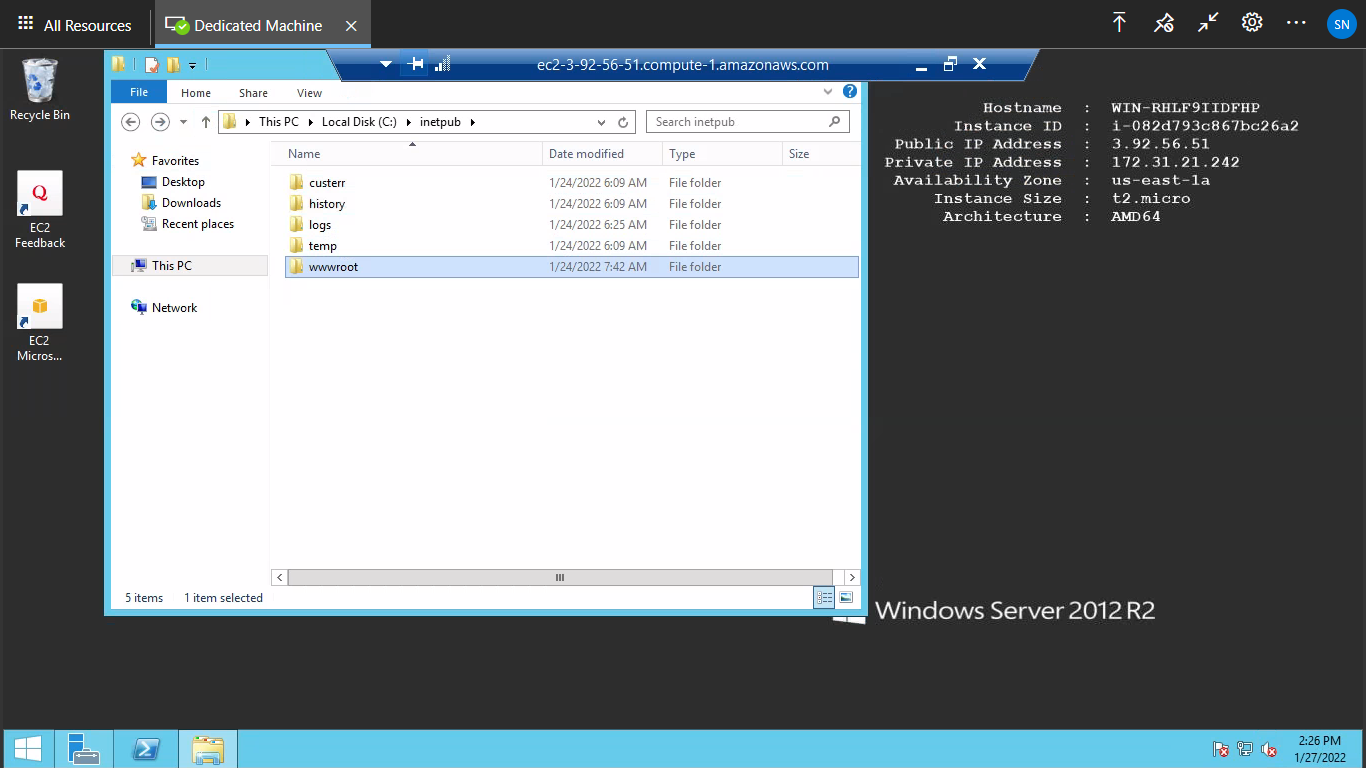 All Resources
Dedicated Machine
SN
ec2-3-92-56-51.compute-1.amazonaws.com
Recycle Bin
EC2
Feedback
EC2
Micros...
File Home Share View
This PC Local Disk (C:) inetpub
Search inetpub
Favorites
Desktop
Downloads
Recent places
This PC
Network
Name Date modified Type Size
custerr 1/24/2022 6:09 AM File folder
history 1/24/2022 6:09 AM File folder
logs 1/24/2022 6:25 AM File folder
temp 1/24/2022 6:09 AM File folder
wwwroot 1/24/2022 7:42 AM File folder
5 items 1 item selected
Hostname : WIN-RHLF9IIDFHP
Instance ID : i-082d793c867bc26a2
Public IP Address : 3.92.56.51
Private IP Address : 172.31.21.242
Availability Zone : us-east-1a
Instance Size : t2.micro
Architecture : AMD64
Windows Server 2012 R2
2:26 PM
1/27/2022